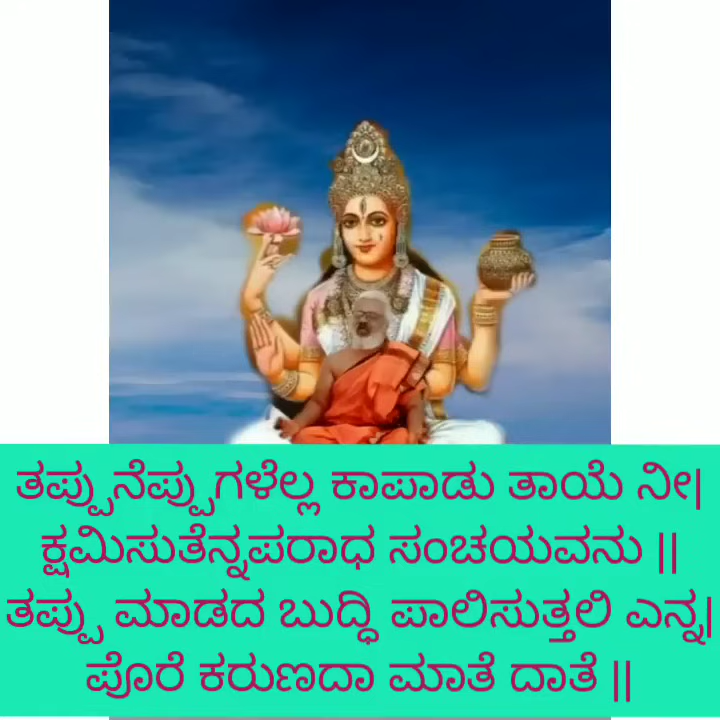 ತಪ್ಪುನೆಪ್ಪುಗಳೆಲ್ಲ ಕಾಪಾಡು ತಾಯೆ ನೀ|
ಕ್ಷಮಿಸುತೆನ್ನಪರಾಧ ಸಂಚಯವನು ||
ತಪ್ಪು ಮಾಡದ ಬುದ್ಧಿ ಪಾಲಿಸುತ್ತಲಿ ಎನ್ನ|
ಪೊರೆ ಕರುಣದಾ ಮಾತೆ ದಾತೆ ||